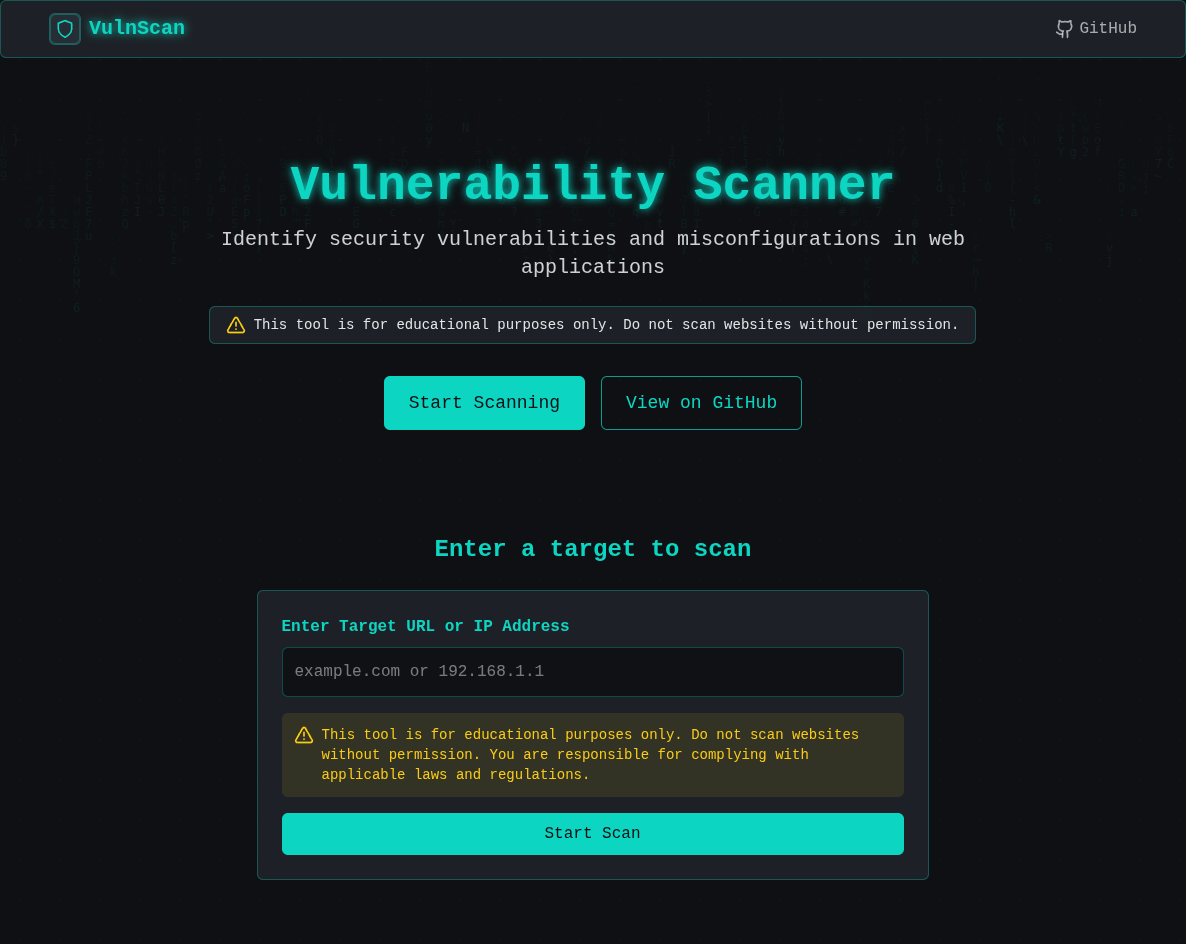 VulnScan
GitHub
Vulnerability Scanner
Identify security vulnerabilities and misconfigurations in web
applications
This tool is for educational purposes only. Do not scan websites without permission.
Start Scanning
View on GitHub
Enter a target to scan
Enter Target URL or IP Address
example.com or 192.168.1.1
This tool is for educational purposes only. Do not scan websites
without permission. You are responsible for complying with
applicable laws and regulations.
Start Scan